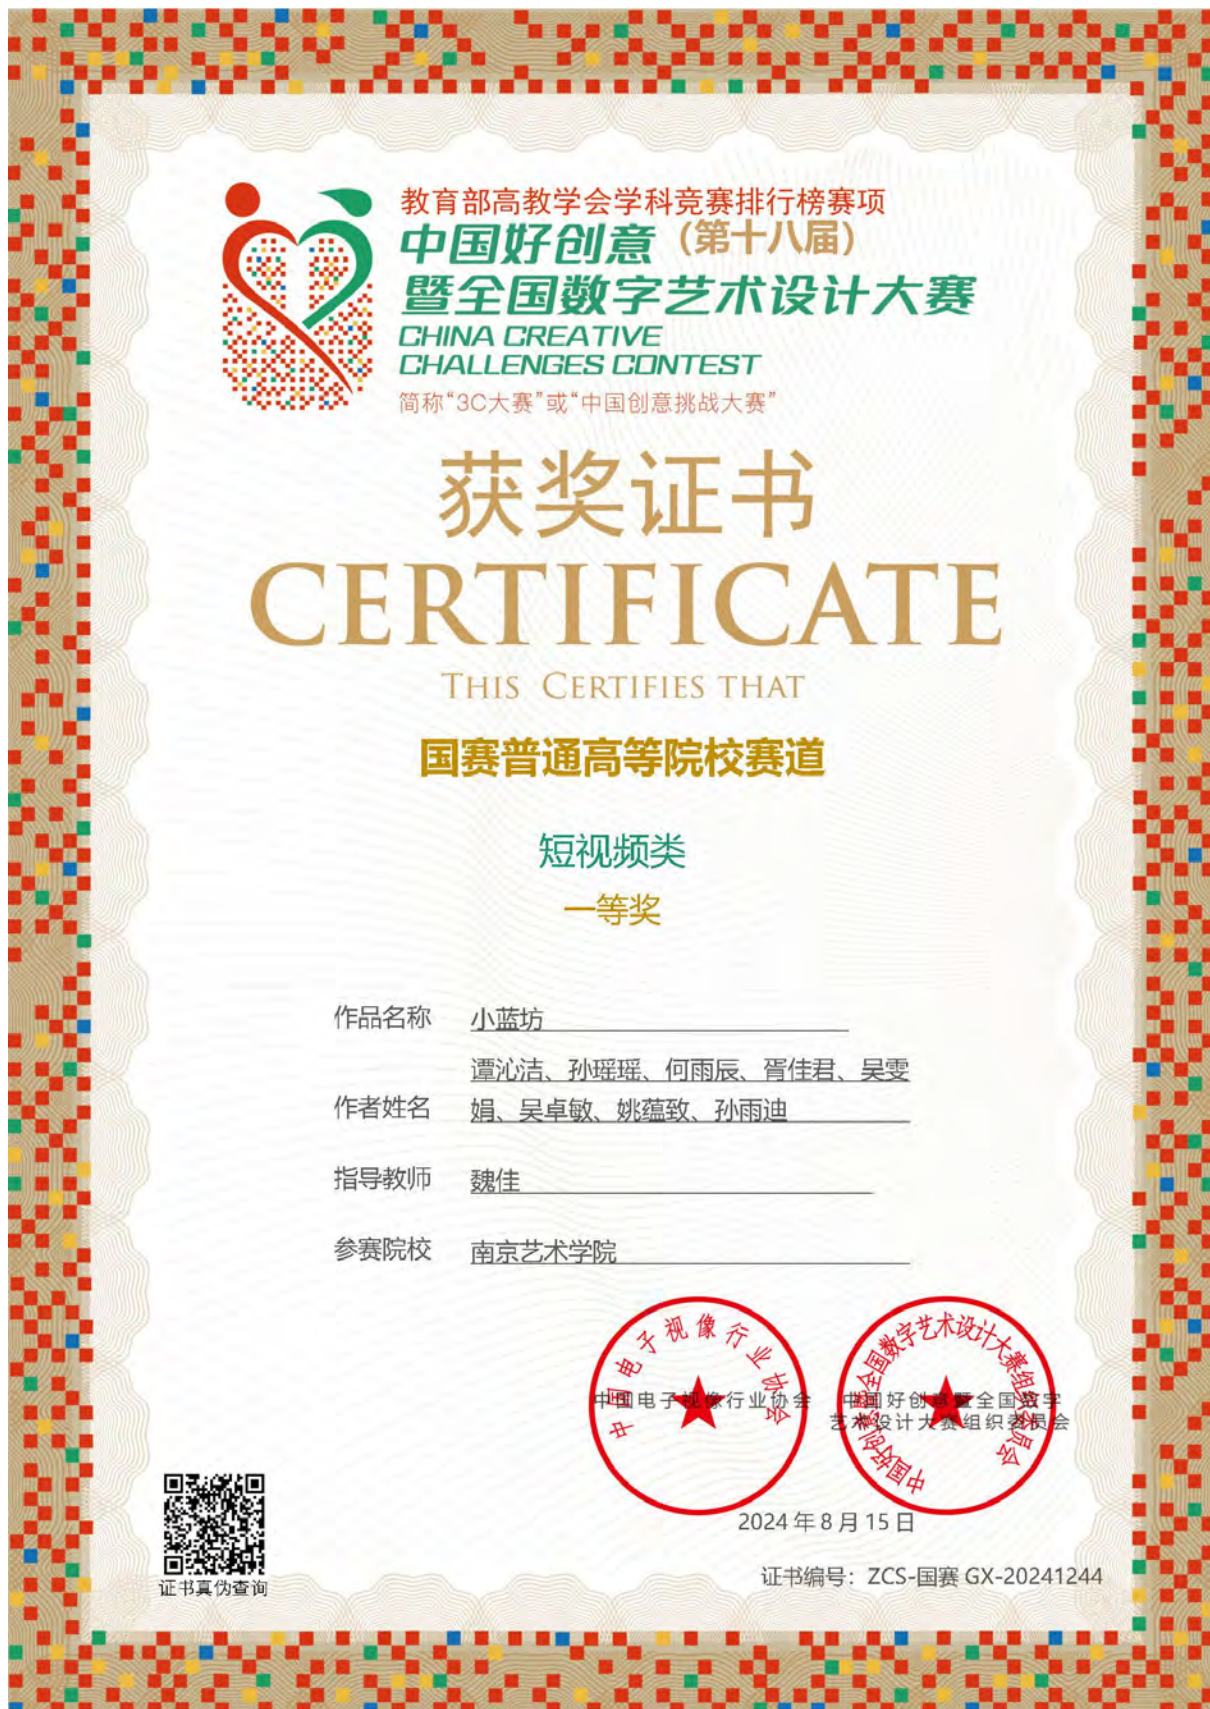 教育部高教学会学科竞赛排行榜赛项
中国好创意（第十八届）
暨全国数字艺术设计大赛
CHINA CREATIVE
CHALLENGES CONTEST
简称“3C大赛”或“中国创意挑战大赛”
获奖证书
CERTIFICATE
THIS CERTIFIES THAT
国赛普通高等院校赛道
短视频类
一等奖
作品名称 小蓝坊
谭沁洁、孙瑶瑶、何雨辰、胥佳君、吴雯
作者姓名 娟、吴卓敏、姚蕴致、孙雨迪
指导教师 魏佳
参赛院校 南京艺术学院
中国电子视像行业协会
中国电子视像行业协会
中国好创意暨全国数字艺术设计大赛组织委员会
中国好创意暨全国数字
艺术设计大赛组织委员会
2024年8月15日
证书真伪查询
证书编号：ZCS-国赛GX-20241244